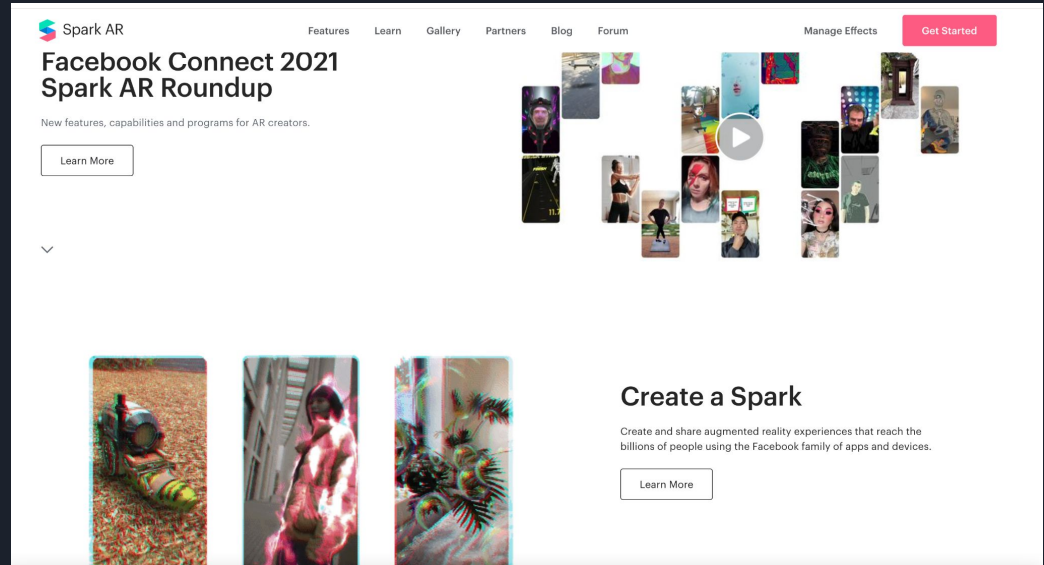 Spark AR
Features Learn Gallery Partners Blog Forum
Manage Effects
Get Started
Facebook Connect 2021
Spark AR Roundup
New features, capabilities and programs for AR creators.
Learn More
Create a Spark
Create and share augmented reality experiences that reach the
billions of people using the Facebook family of apps and devices.
Learn More